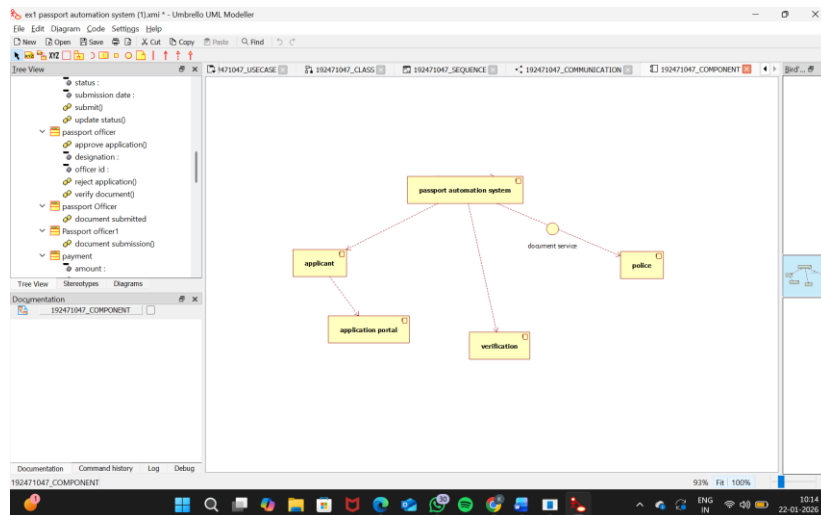 ex1 passport automation system (1).xmi * - Umbrello UML Modeller
File Edit Diagram Code Settings Help
New Open Save Cut Copy Paste Find
XYZ
Tree View
H471047_USECASE 192471047_CLASS 192471047_SEQUENCE 192471047_COMMUNICATION 192471047_COMPONENT Bird'...
status :
submission date :
submit()
update status()
passport officer
approve application()
designation :
officer id :
reject application()
verify document()
passport Officer
document submitted
Passport officer1
document submission()
payment
amount :
Tree View Stereotypes Diagrams
Documentation
192471047_COMPONENT
passport automation system
document service
applicant
police
application portal
verification
Documentation Command history Log Debug
192471047_COMPONENT
93% Fit 100%
30
ENG
IN
10:14
22-01-2026